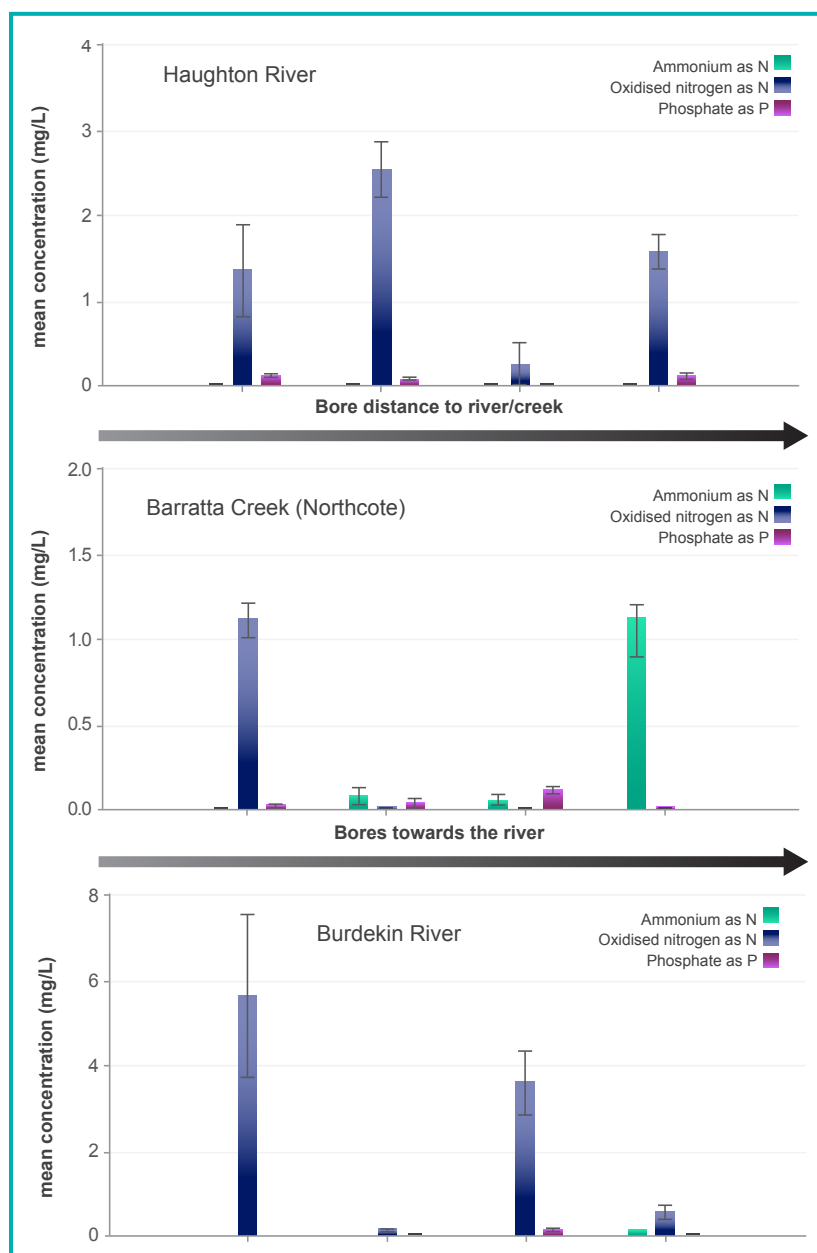 4
Haughton River
Ammonium as N
Oxidised nitrogen as N
Phosphate as P
3
2
1
0
mean concentration (mg/L)
Bore distance to river/creek
2.0
Barratta Creek (Northcote)
Ammonium as N
Oxidised nitrogen as N
Phosphate as P
1.5
1.0
0.5
0.0
mean concentration (mg/L)
Bores towards the river
8
Burdekin River
Ammonium as N
Oxidised nitrogen as N
Phosphate as P
6
4
2
0
mean concentration (mg/L)